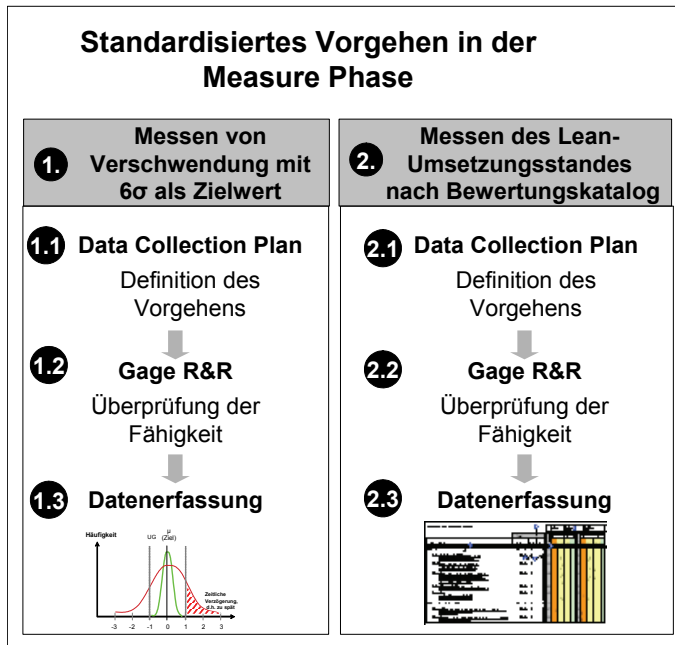 Standardisiertes Vorgehen in der
Measure Phase
1.
Messen von
Verschwendung mit
6σ als Zielwert
1.1 Data Collection Plan
Definition des
Vorgehens
1.2 Gage R&R
Überprüfung der
Fähigkeit
1.3 Datenerfassung
Häufigkeit
UG
μ
(Ziel)
Zeitliche
Verzögerung,
d.h. zu spät
-3 -2 -1 0 1 2 3
2.
Messen des Lean-
Umsetzungsstandes
nach Bewertungskatalog
2.1 Data Collection Plan
Definition des
Vorgehens
2.2 Gage R&R
Überprüfung der
Fähigkeit
2.3 Datenerfassung